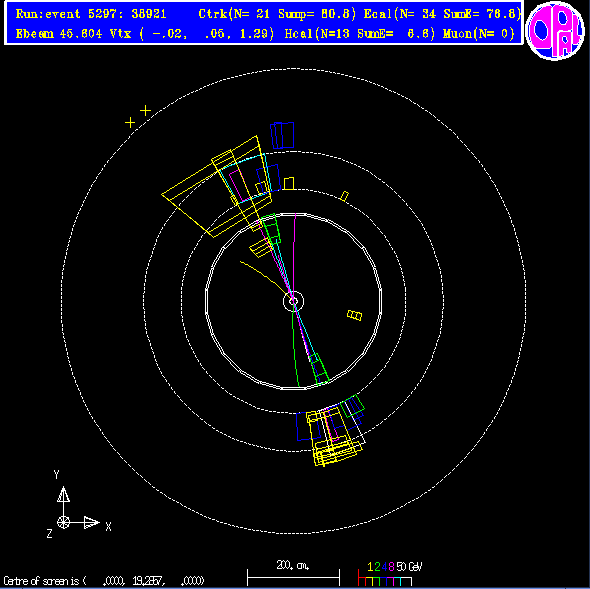 Run:event 5297: 38921 Ctrk(N= 21 Sump= 80.8) Ecal(N= 34 SumE= 76.8)
Ebeam 45.604 Vtx ( -.02, .05, 1.29) Hcal(N=13 SumE= 6.6) Muon(N= 0)
OPAL
Y
X
Z
200. cm.
1 2 4 8 50 GeV
Centre of screen is ( .0000, 19.2857, .0000)